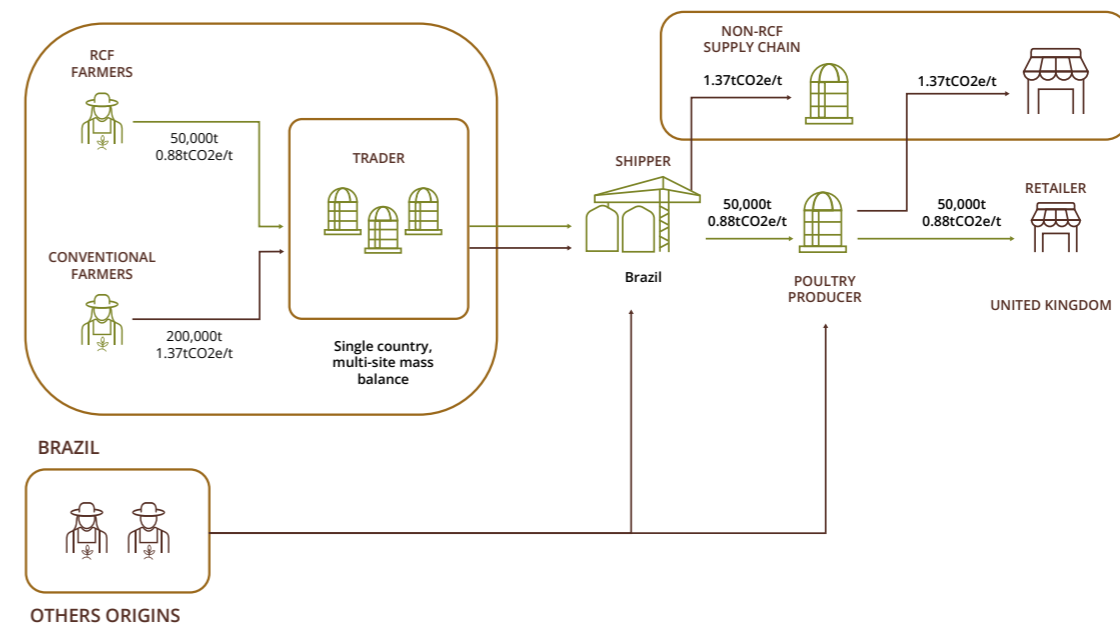 RCF
FARMERS
50,000t
0.88tCO2e/t
CONVENTIONAL
FARMERS
200,000t
1.37tCO2e/t
TRADER
Single country,
multi-site mass
balance
BRAZIL
OTHERS ORIGINS
SHIPPER
Brazil
NON-RCF
SUPPLY CHAIN
1.37tCO2e/t
1.37tCO2e/t
50,000t
0.88tCO2e/t
POULTRY
PRODUCER
50,000t
0.88tCO2e/t
RETAILER
UNITED KINGDOM